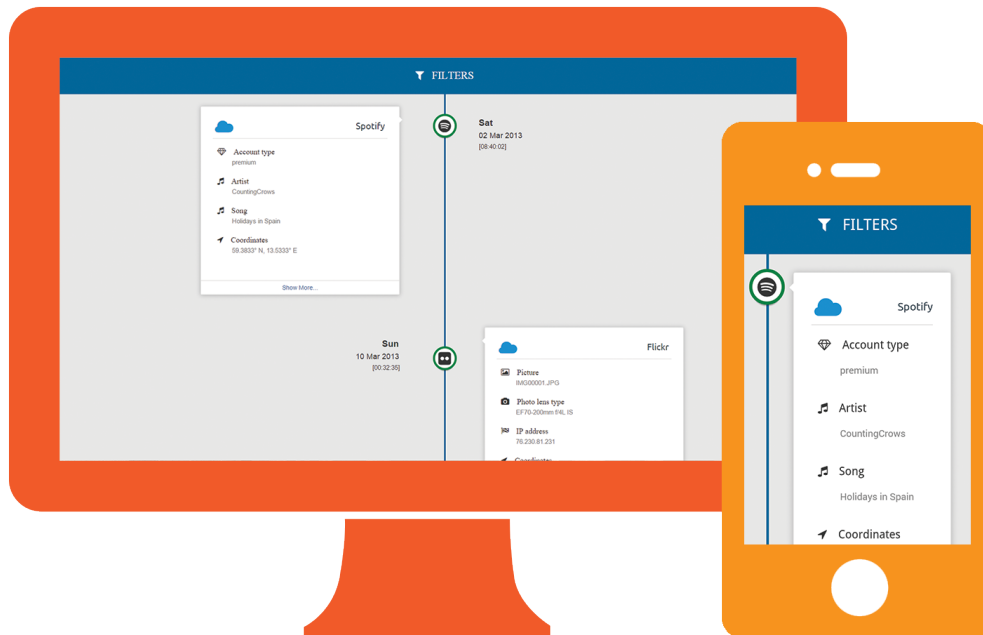 FILTERS
Spotify
Account type
premium
Artist
CountingCrows
Song
Holidays in Spain
Coordinates
59.3833° N, 13.5333° E
Show More...
Sat
02 Mar 2013
[08:40:02]
Sun
10 Mar 2013
[00:32:35]
Flickr
Picture
IMG00001.JPG
Photo lens type
EF70-200mm f/4L IS
IP address
76.230.81.231
Coordinates
FILTERS
Spotify
Account type
premium
Artist
CountingCrows
Song
Holidays in Spain
Coordinates